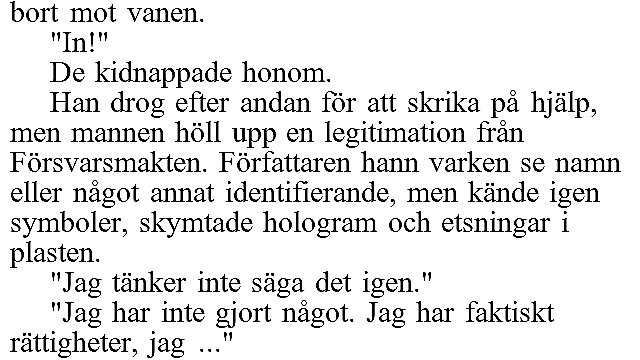 bort mot vanen.
"In!"
De kidnappade honom.
Han drog efter andan för att skrika på hjälp,
men mannen höll upp en legitimation från
Försvarsmakten. Författaren hann varken se namn
eller något annat identifierande, men kände igen
symboler, skymtade hologram och etsningar i
plasten.
"Jag tänker inte säga det igen."
"Jag har inte gjort något. Jag har faktiskt
rättigheter, jag ..."